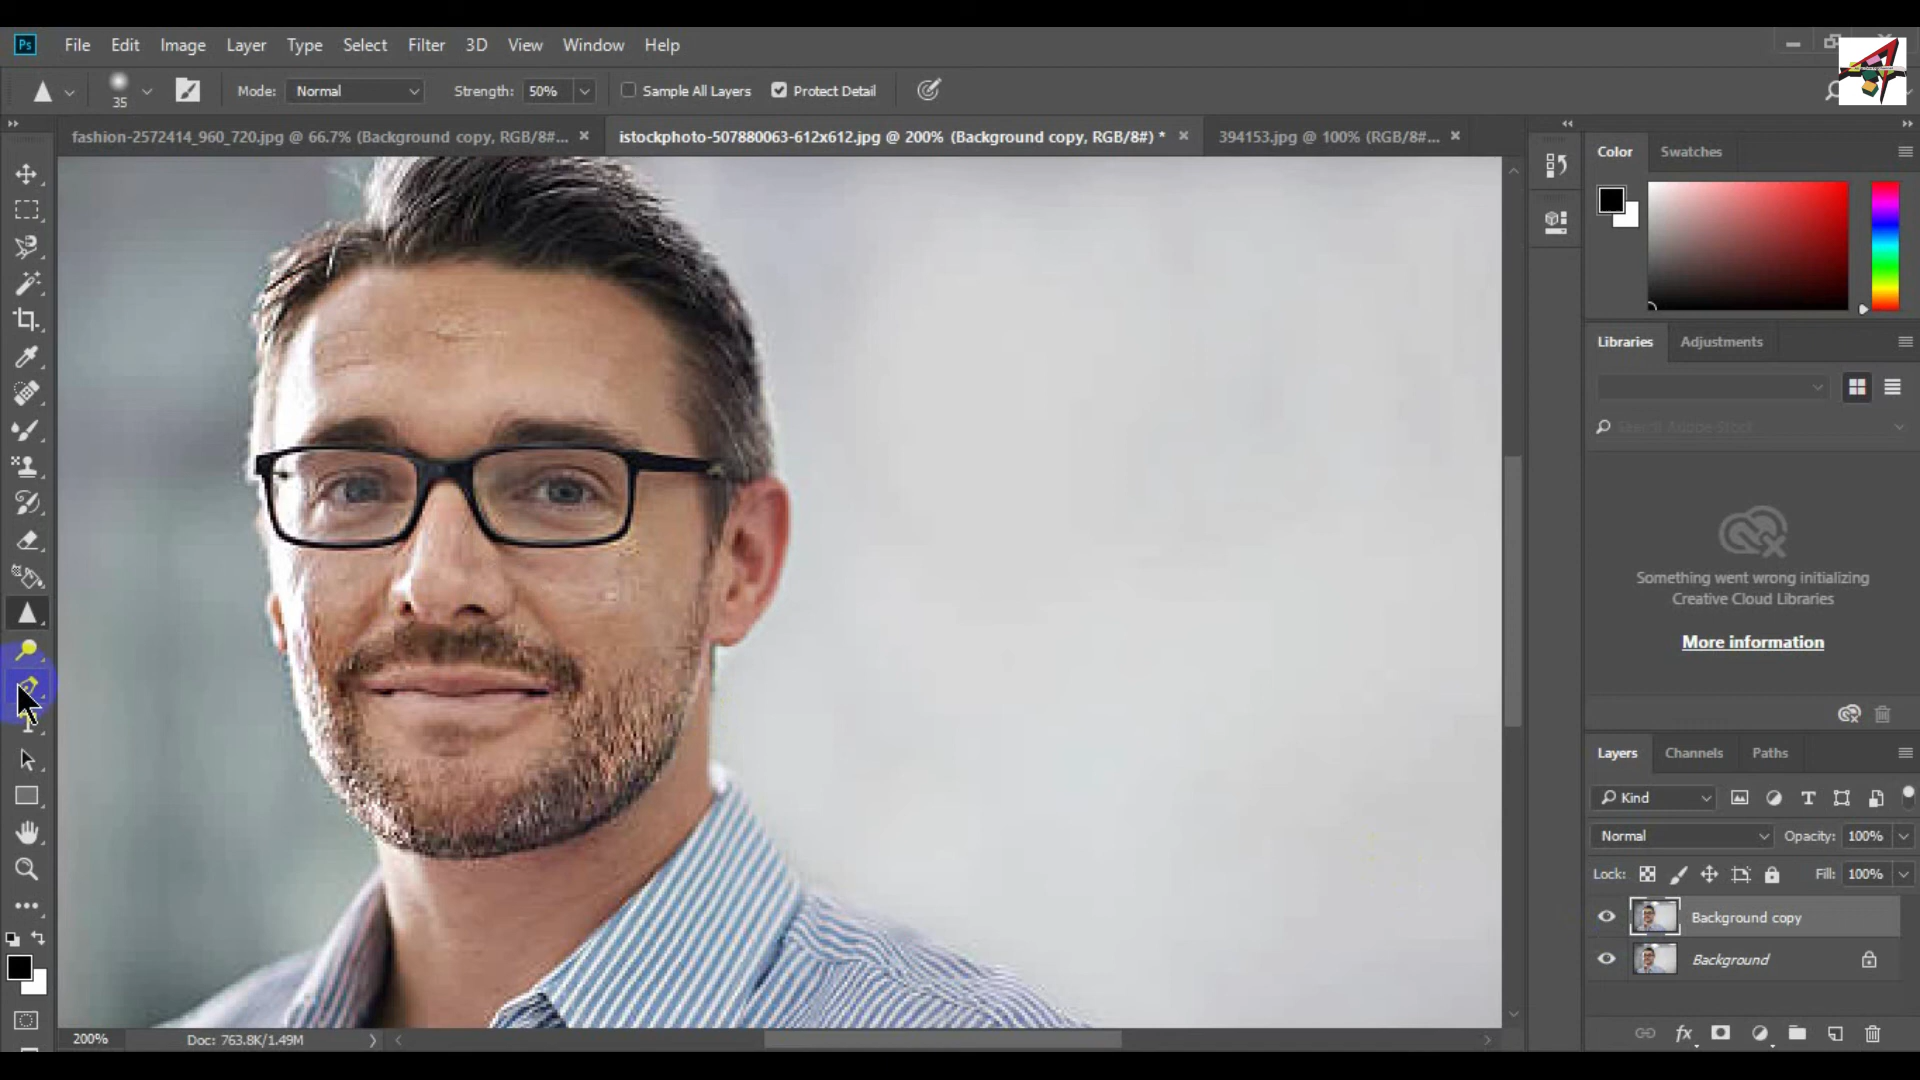 Ps File Edit Image Layer Type Select Filter 3D View Window Help
35 Mode: Normal Strength: 50% Sample All Layers Protect Detail
fashion-2572414_960_720.jpg @ 66.7% (Background copy, RGB/8#... × istockphoto-507880063-612x612.jpg @ 200% (Background copy, RGB/8#) * × 394153.jpg @ 100% (RGB/8#... ×
Color Swatches
Libraries Adjustments
Search Adobe Stock
Something went wrong initializing
Creative Cloud Libraries
More information
Layers Channels Paths
Kind
Normal Opacity: 100%
Lock: Fill: 100%
Background copy
Background
fx
200% Doc: 763.8K/1.49M